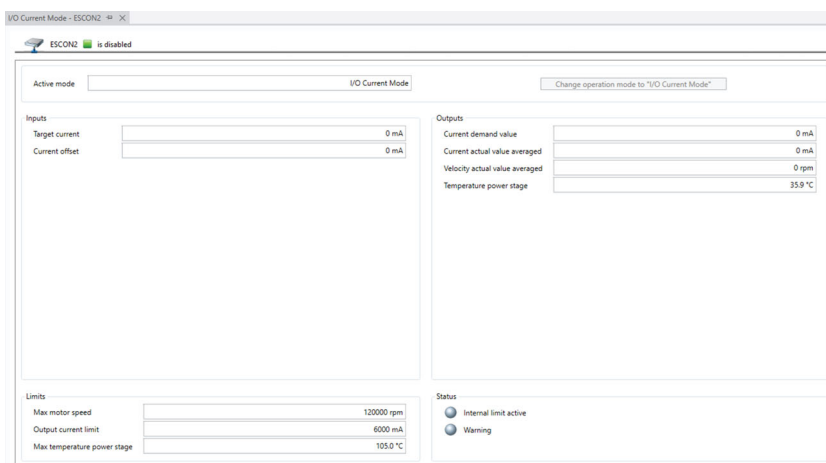 I/O Current Mode - ESCON2
ESCON2 is disabled
Active mode I/O Current Mode Change operation mode to "I/O Current Mode"
Inputs
Target current 0 mA
Current offset 0 mA
Outputs
Current demand value 0 mA
Current actual value averaged 0 mA
Velocity actual value averaged 0 rpm
Temperature power stage 35.9 °C
Limits
Max motor speed 120000 rpm
Output current limit 6000 mA
Max temperature power stage 105.0 °C
Status
Internal limit active
Warning